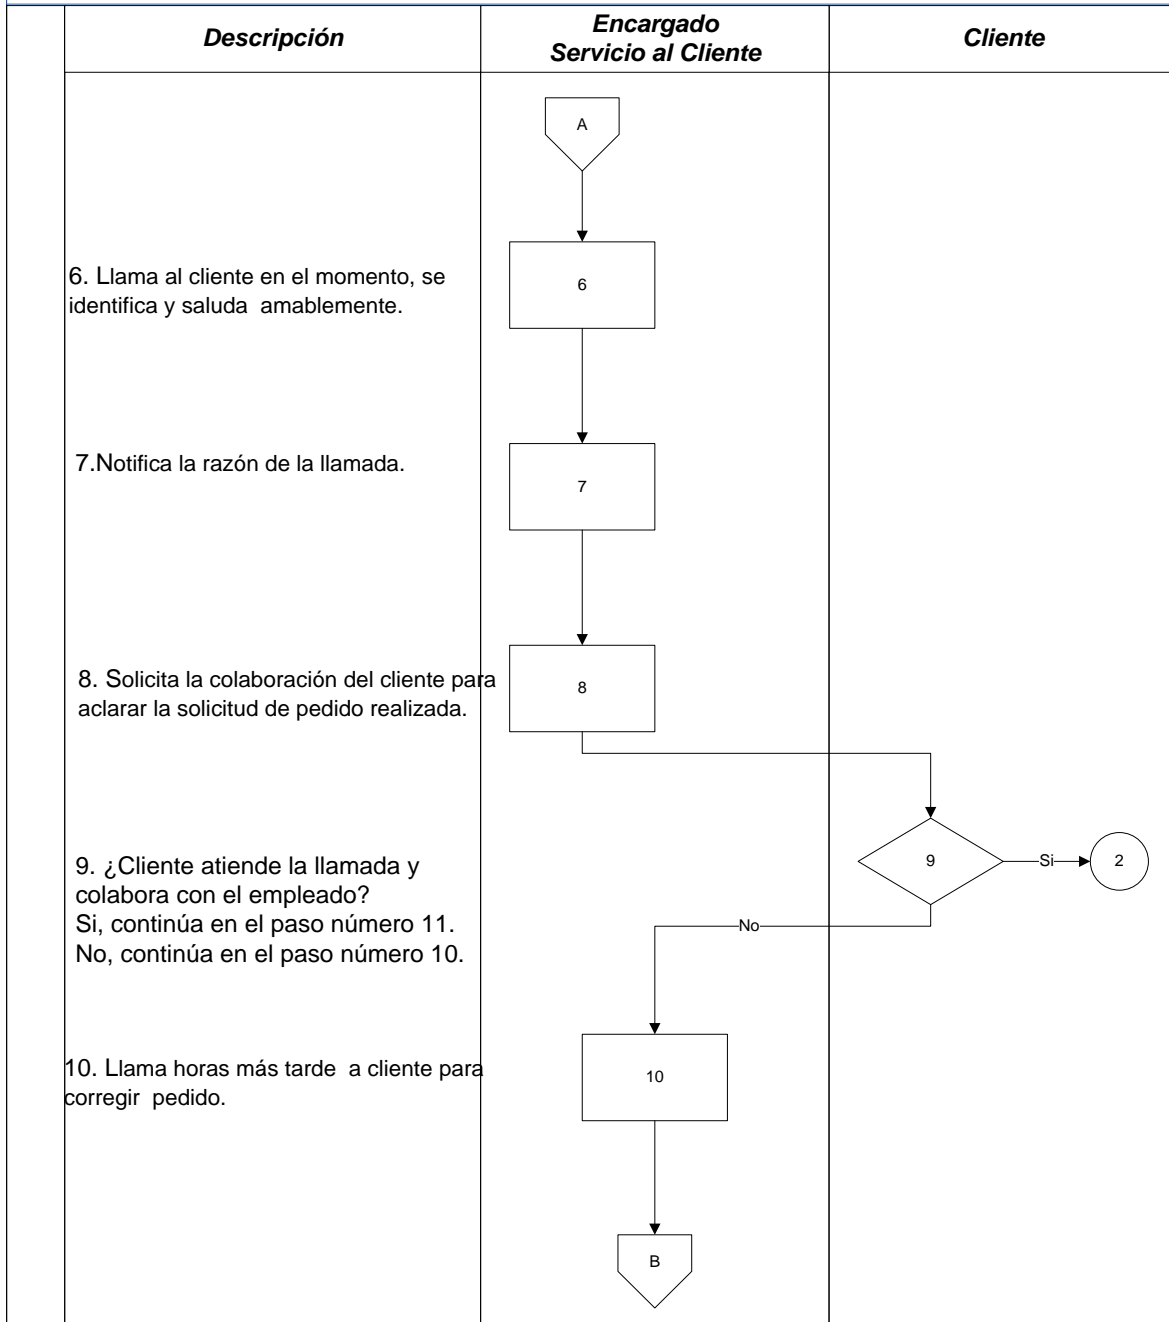 Descripción
Encargado
Servicio al Cliente
Cliente
A
6. Llama al cliente en el momento, se
identifica y saluda  amablemente.
6
7.Notifica la razón de la llamada.
7
8. Solicita la colaboración del cliente para
aclarar la solicitud de pedido realizada.
8
9. ¿Cliente atiende la llamada y
colabora con el empleado?
Si, continúa en el paso número 11.
No, continúa en el paso número 10.
9
Si
2
No
10. Llama horas más tarde  a cliente para
corregir  pedido.
10
B